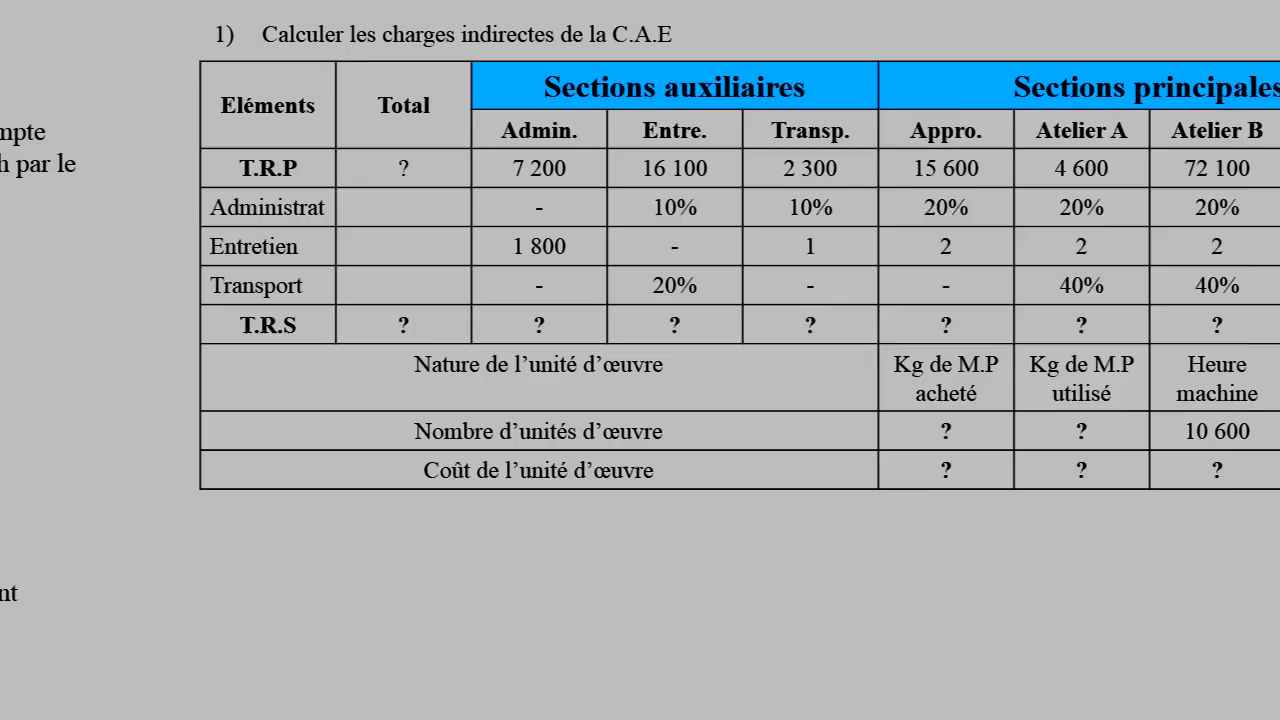 1) Calculer les charges indirectes de la C.A.E
mpte
h par le
Eléments Total Sections auxiliaires Sections principales
Admin. Entre. Transp. Appro. Atelier A Atelier B
T.R.P ? 7 200 16 100 2 300 15 600 4 600 72 100
Administrat - 10% 10% 20% 20% 20%
Entretien 1 800 - 1 2 2 2
Transport - 20% - - 40% 40%
T.R.S ? ? ? ? ? ? ?
Nature de l’unité d’œuvre Kg de M.P Kg de M.P Heure
acheté utilisé machine
Nombre d’unités d’œuvre ? ? 10 600
Coût de l’unité d’œuvre ? ? ?
nt